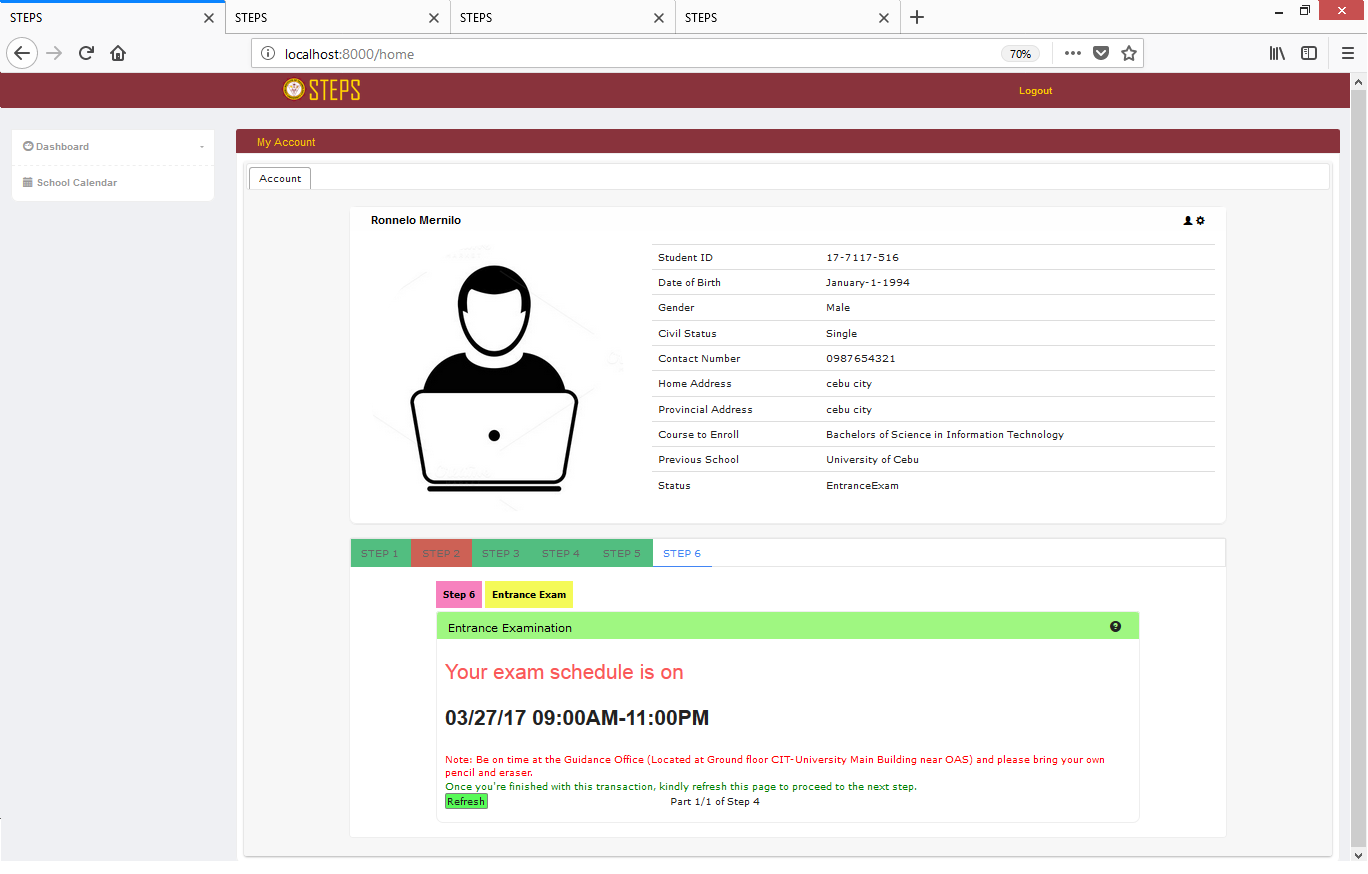 STEPS STEPS STEPS STEPS
localhost:8000/home 70%
STEPS Logout
Dashboard
School Calendar
My Account
Account
Ronnelo Mernilo
Student ID 17-7117-516
Date of Birth January-1-1994
Gender Male
Civil Status Single
Contact Number 0987654321
Home Address cebu city
Provincial Address cebu city
Course to Enroll Bachelors of Science in Information Technology
Previous School University of Cebu
Status EntranceExam
STEP 1 STEP 2 STEP 3 STEP 4 STEP 5 STEP 6
Step 6 Entrance Exam
Entrance Examination
Your exam schedule is on
03/27/17 09:00AM-11:00PM
Note: Be on time at the Guidance Office (Located at Ground floor CIT-University Main Building near OAS) and please bring your own
pencil and eraser.
Once you're finished with this transaction, kindly refresh this page to proceed to the next step.
Refresh Part 1/1 of Step 4